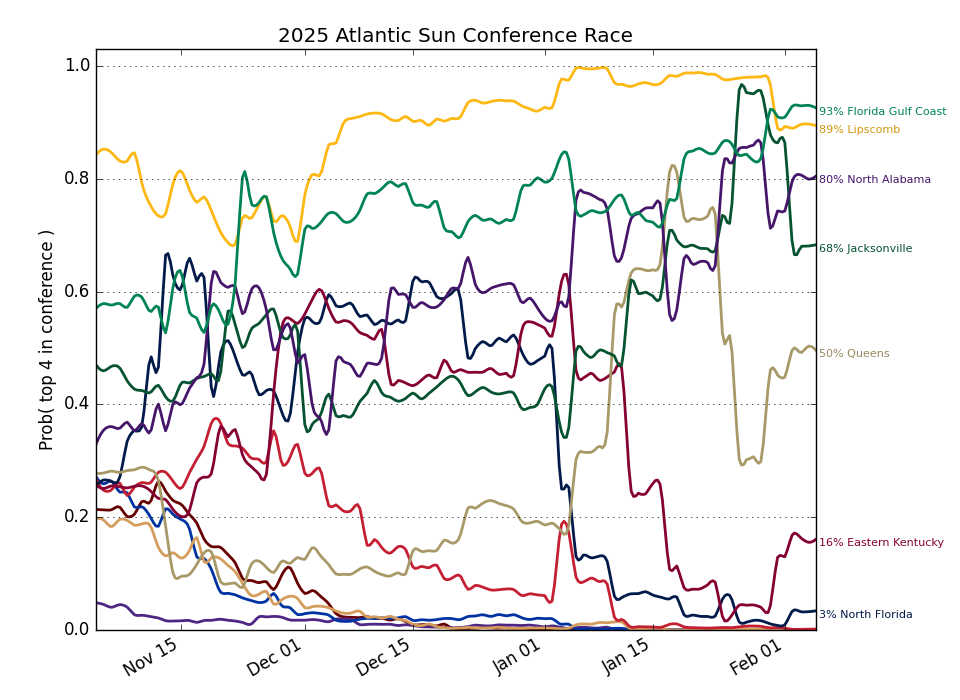 2025 Atlantic Sun Conference Race
Prob( top 4 in conference )
1.0
0.8
0.6
0.4
0.2
0.0
Nov 15
Dec 01
Dec 15
Jan 01
Jan 15
Feb 01
93% Florida Gulf Coast
89% Lipscomb
80% North Alabama
68% Jacksonville
50% Queens
16% Eastern Kentucky
3% North Florida